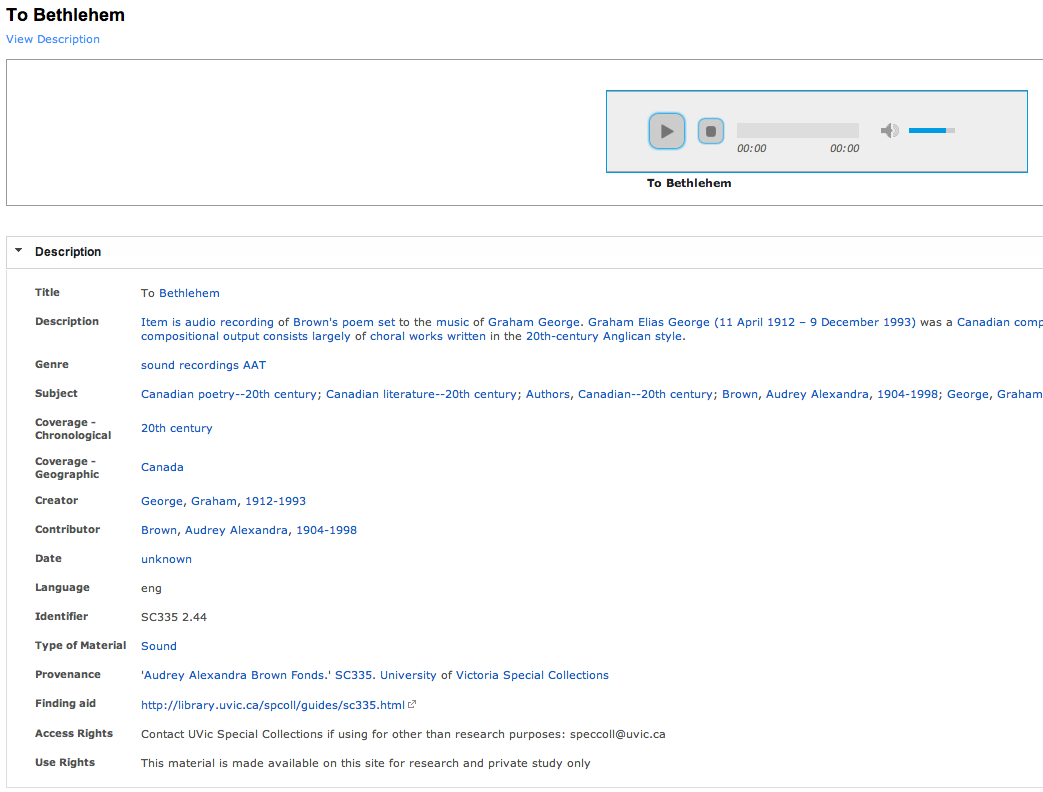 To Bethlehem
View Description
00:00 00:00
To Bethlehem
Description
Title To Bethlehem
Description Item is audio recording of Brown's poem set to the music of Graham George. Graham Elias George (11 April 1912 – 9 December 1993) was a Canadian comp
compositional output consists largely of choral works written in the 20th-century Anglican style.
Genre sound recordings AAT
Subject Canadian poetry--20th century; Canadian literature--20th century; Authors, Canadian--20th century; Brown, Audrey Alexandra, 1904-1998; George, Graham
Coverage -
Chronological 20th century
Coverage -
Geographic Canada
Creator George, Graham, 1912-1993
Contributor Brown, Audrey Alexandra, 1904-1998
Date unknown
Language eng
Identifier SC335 2.44
Type of Material Sound
Provenance 'Audrey Alexandra Brown Fonds.' SC335. University of Victoria Special Collections
Finding aid http://library.uvic.ca/spcoll/guides/sc335.html
Access Rights Contact UVic Special Collections if using for other than research purposes: speccoll@uvic.ca
Use Rights This material is made available on this site for research and private study only